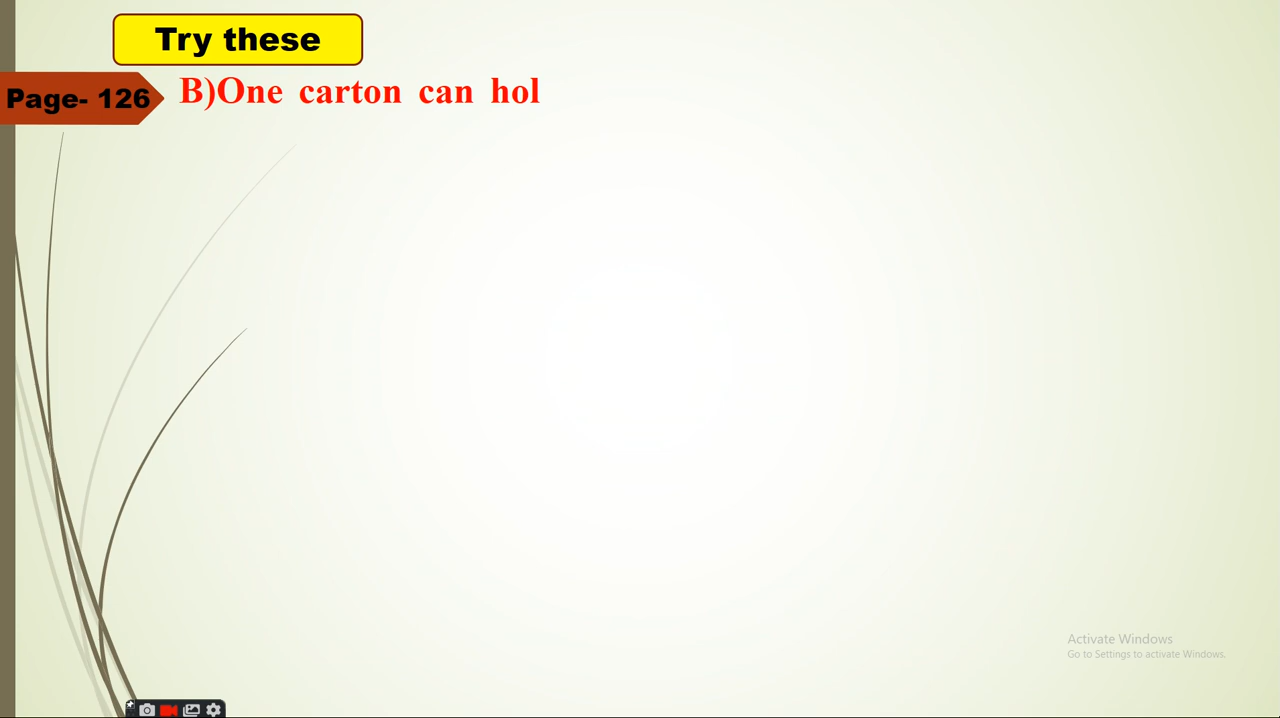 Try these
Page- 126
B)One carton can hol
Activate Windows
Go to Settings to activate Windows.